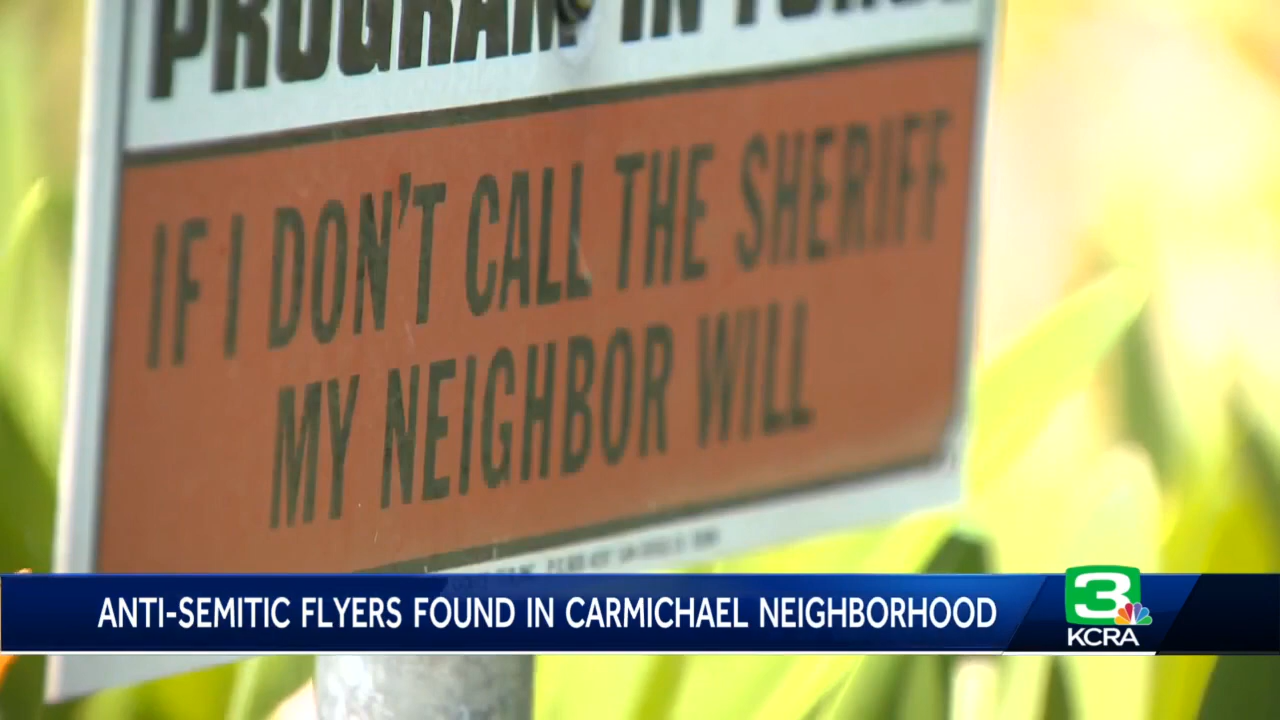 PROGRAM IN
IF I DON'T CALL THE SHERIFF
MY NEIGHBOR WILL
ANTI-SEMITIC FLYERS FOUND IN CARMICHAEL NEIGHBORHOOD
3
KCRA